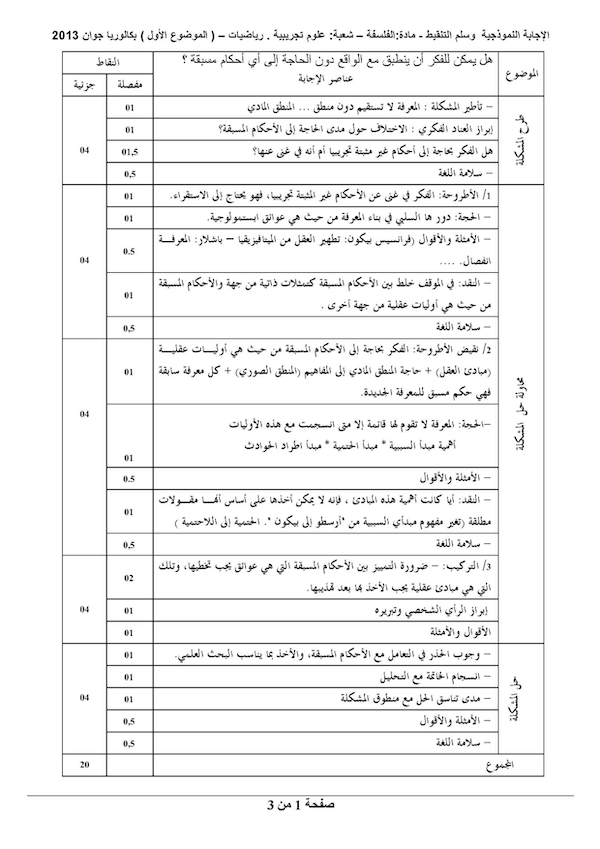 الإجابة النموذجية وسلم التنقيط - مادة:الفلسفة – شعبة: علوم تجريبية . رياضيات – ( الموضوع الأول ) بكالوريا جوان 2013
الموضوع
هل يمكن للفكر أن ينطبق مع الواقع دون الحاجة إلى أي أحكام مسبقة ؟
عناصر الإجابة
النقاط
مفصلة جزئية
طرح المشكلة
– تأطير المشكلة : المعرفة لا تستقيم دون منطق ... المنطق المادي 01
إبراز العناد الفكري : الاختلاف حول مدى الحاجة إلى الأحكام المسبقة؟ 01
هل الفكر بحاجة إلى أحكام غير مثبتة تجريبيا أم أنه في غنى عنها؟ 01,5
– سلامة اللغة 0,5
04
محاولة حل المشكلة
1/ الأطروحة: الفكر في غنى عن الأحكام غير المثبتة تجريبيا، فهو يحتاج إلى الاستقراء. 01
– الحجة: دور ها السلبي في بناء المعرفة من حيث هي عوائق ابستمولوجية. 01
– الأمثلة والأقوال (فرانسيس بيكون: تطهير العقل من الميتافيزيقيا – باشلار: المعرفـــة
انفصال. .... 0.5
– النقد: في الموقف خلط بين الأحكام المسبقة كتمثلات ذاتية من جهة والأحكام المسبقة
من حيث هي أوليات عقلية من جهة أخرى . 01
– سلامة اللغة 0,5
04
2/ نقيض الأطروحة: الفكر بحاجة إلى الأحكام المسبقة من حيث هي أوليـــات عقليـــة
(مبادئ العقل) + حاجة المنطق المادي إلى المفاهيم (المنطق الصوري) + كل معرفة سابقة
فهي حكم مسبق للمعرفة الجديدة. 01
–الحجة: المعرفة لا تقوم لها قائمة إلا متى انسجمت مع هذه الأوليات
أهمية مبدأ السببية * مبدأ الحتمية * مبدأ اطراد الحوادث
01
– الأمثلة والأقوال 0.5
– النقد: أيا كانت أهمية هذه المبادئ ، فإنه لا يمكن أخذها على أساس أنهـا مقـــولات
مطلقة (تغير مفهوم مبدأي السببية من 'أرسطو إلى بيكون '. الحتمية إلى اللاحتمية ) 01
– سلامة اللغة 0,5
04
3/ التركيب: – ضرورة التمييز بين الأحكام المسبقة التي هي عوائق يجب تخطيها، وتلك
التي هي مبادئ عقلية يجب الأخذ بها بعد تهذيبها. 02
إبراز الرأي الشخصي وتبريره 01
الأقوال والأمثلة 01
04
حل المشكلة
– وجوب الحذر في التعامل مع الأحكام المسبقة، والأخذ بما يناسب البحث العلمي. 01
– انسجام الخاتمة مع التحليل 01
– مدى تناسق الحل مع منطوق المشكلة 01
– الأمثلة والأقوال 0,5
– سلامة اللغة 0,5
04
المجموع 20
صفحة 1 من 3